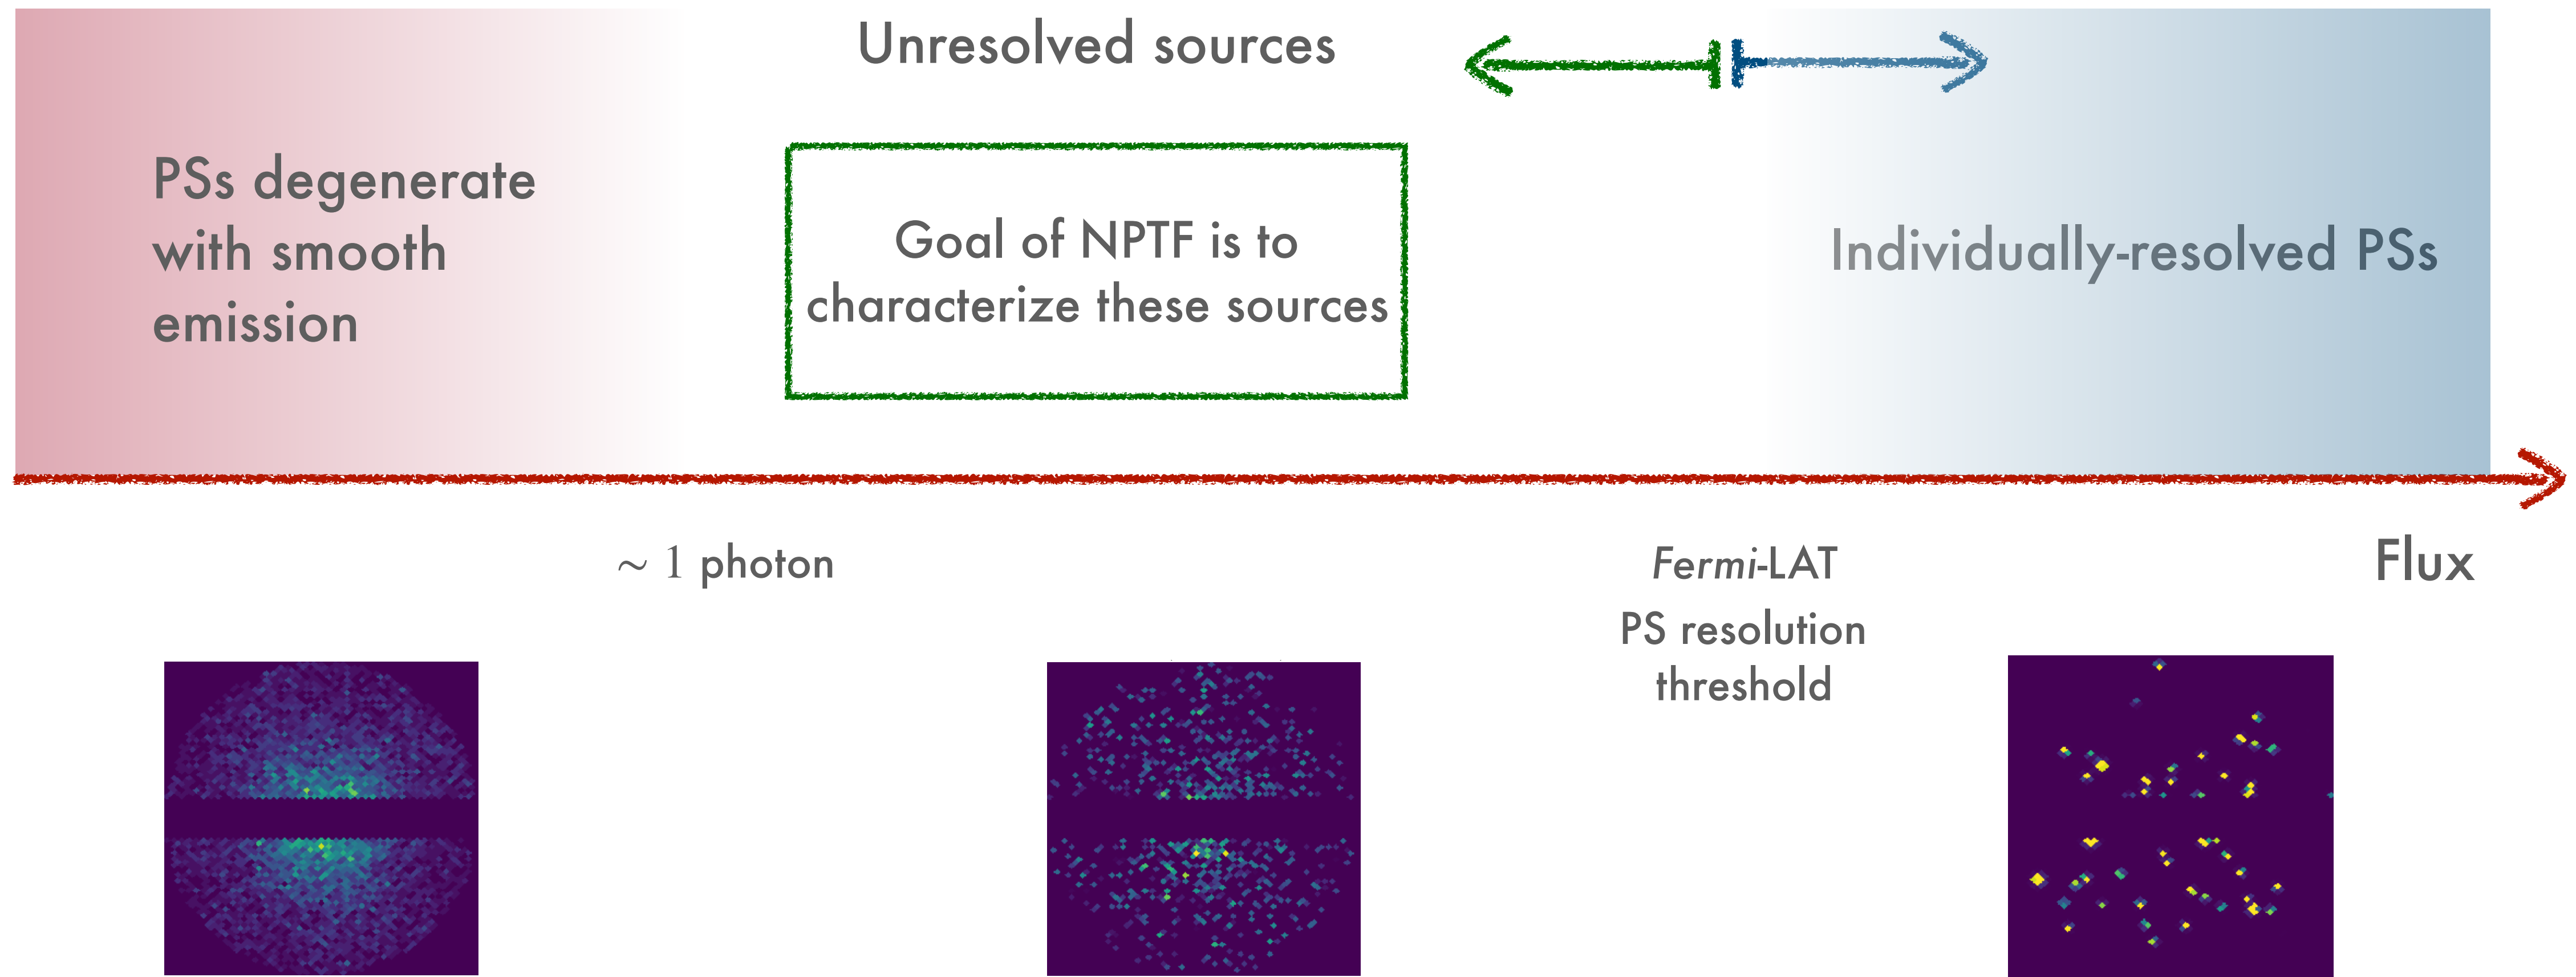 Unresolved sources
PSs degenerate
with smooth
emission
Goal of NPTF is to
characterize these sources
Individually-resolved PSs
~ 1 photon
Fermi-LAT
PS resolution
threshold
Flux